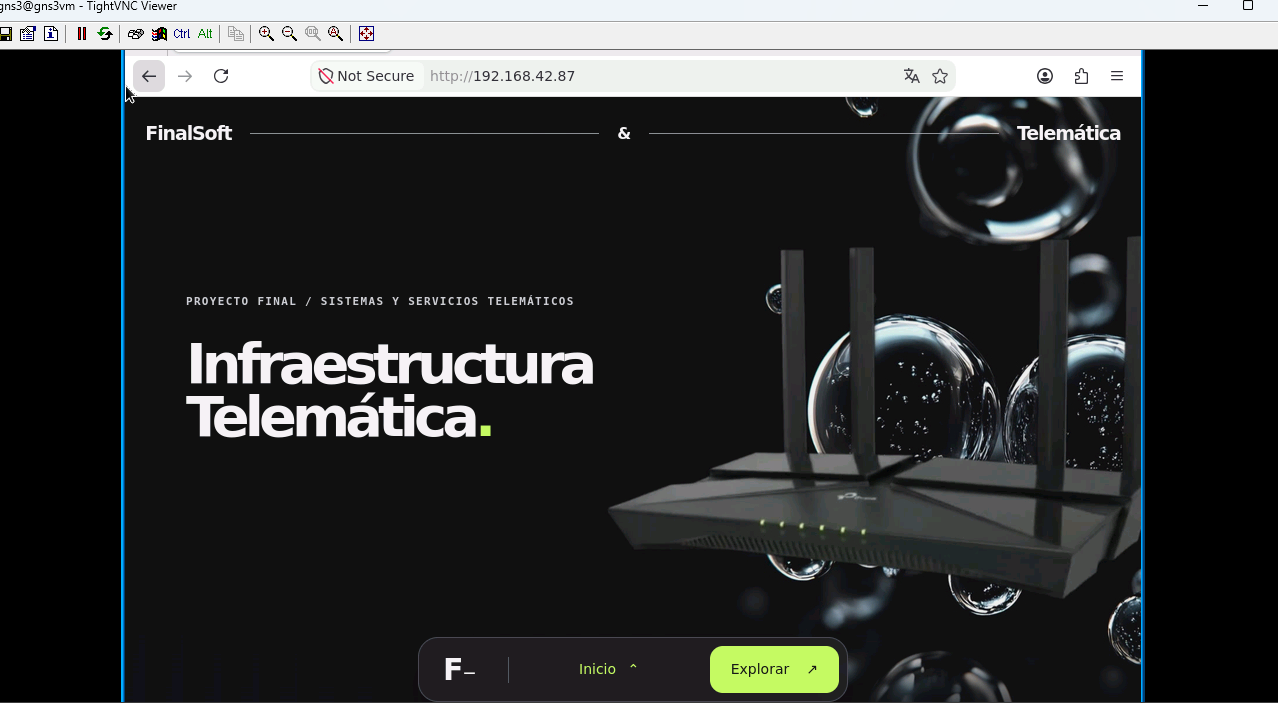 gns3@gns3vm - TightVNC Viewer
Ctrl Alt
Not Secure http://192.168.42.87
FinalSoft & Telemática
PROYECTO FINAL / SISTEMAS Y SERVICIOS TELEMÁTICOS
Infraestructura
Telemática.
F_ Inicio Explorar